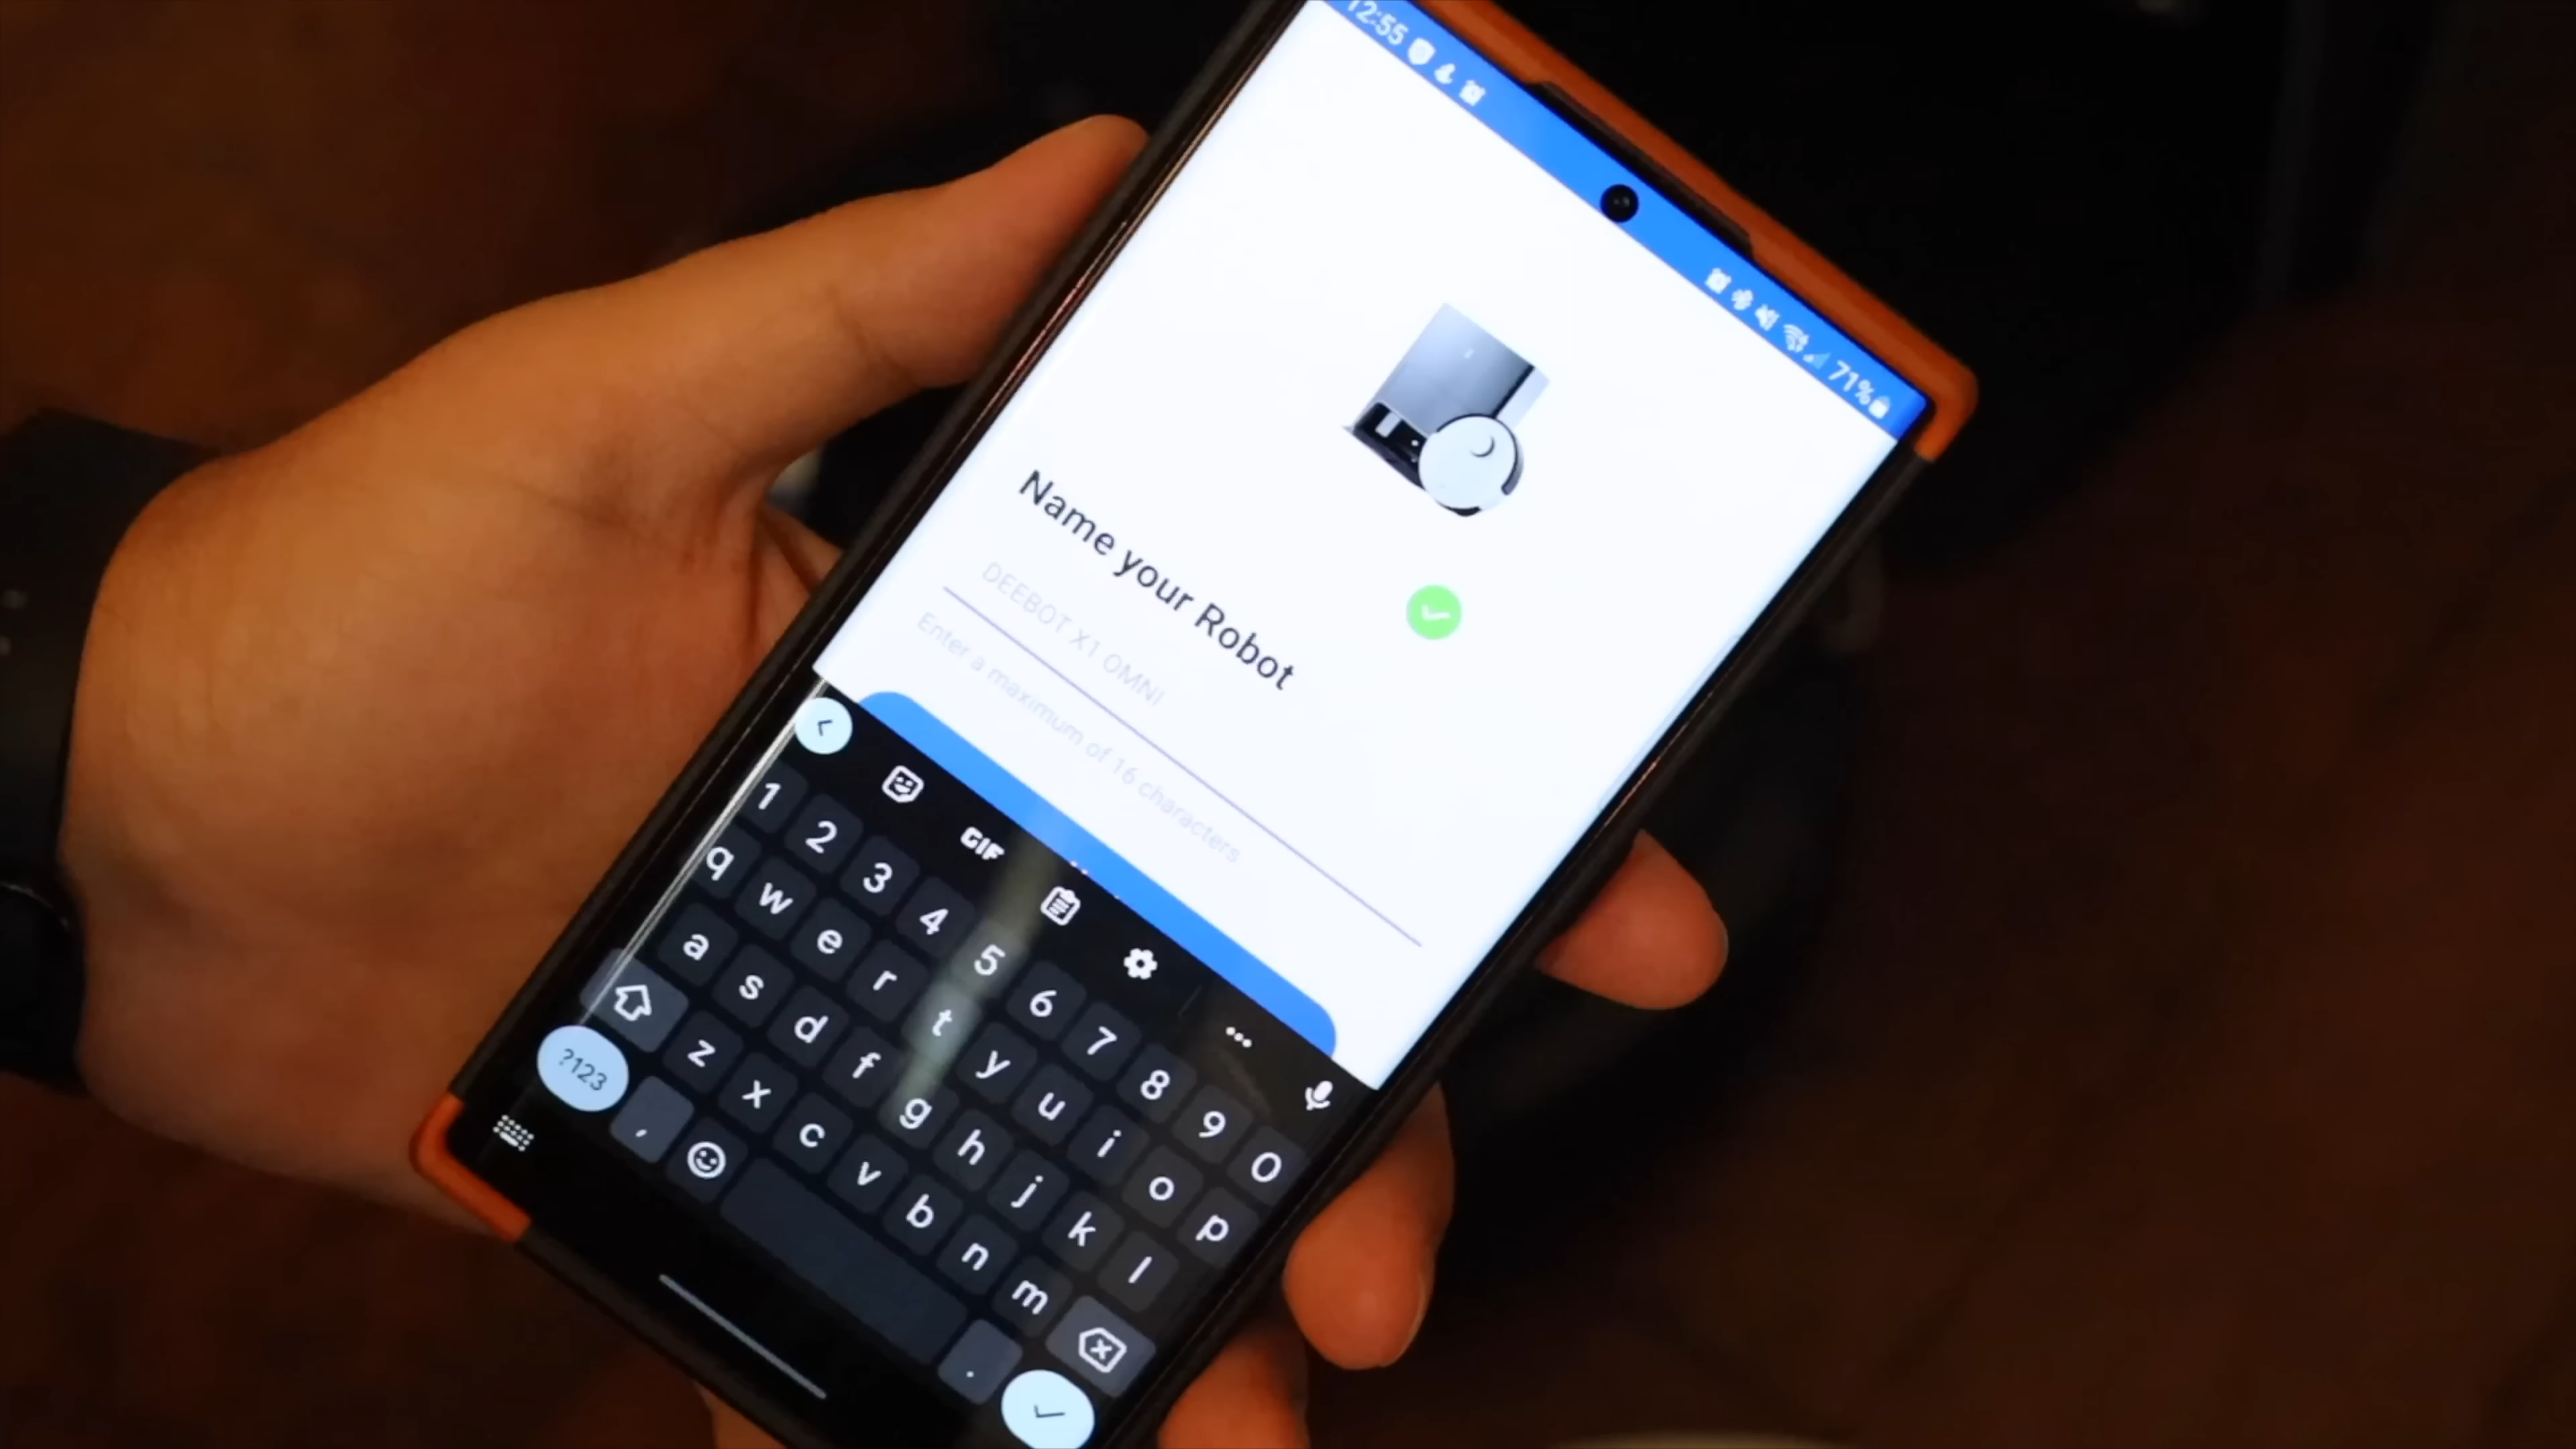 12:55
71%
Name your Robot
DEEBOT X1 OMNI
Enter a maximum of 16 characters
GIF
1 2 3 4 5 6 7 8 9 0
q w e r t y u i o p
a s d f g h j k l
z x c v b n m
?123 , .